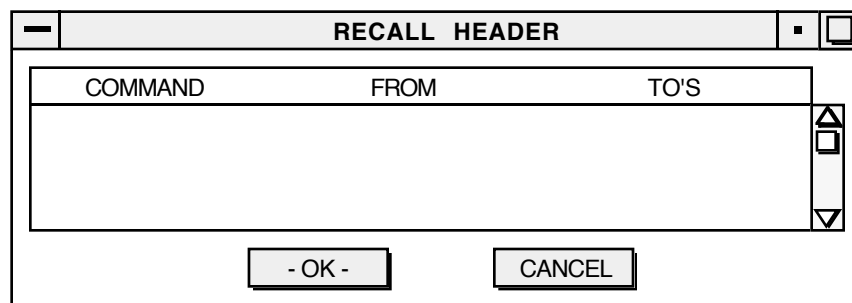 RECALL HEADER
COMMAND FROM TO'S
- OK - CANCEL